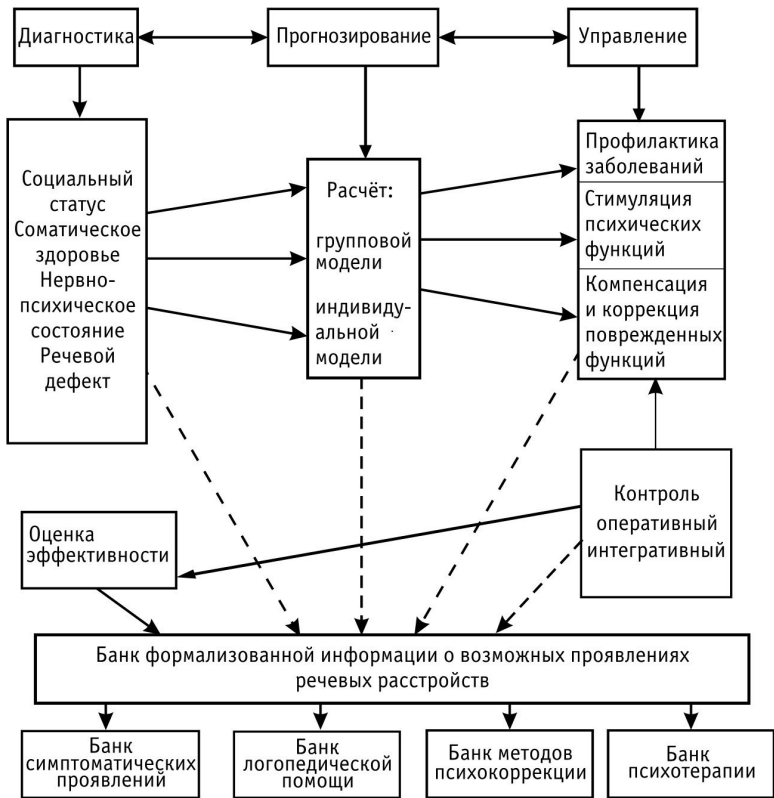 Диагностика
Прогнозирование
Управление
Социальный
статус
Соматическое
здоровье
Нервно-
психическое
состояние
Речевой
дефект
Расчёт:
групповой
модели
индивиду-
альной
модели
Профилактика
заболеваний
Стимуляция
психических
функций
Компенсация
и коррекция
поврежденных
функций
Оценка
эффективности
Контроль
оперативный
интегративный
Банк формализованной информации о возможных проявлениях
речевых расстройств
Банк
симптоматических
проявлений
Банк
логопедической
помощи
Банк методов
психокоррекции
Банк
психотерапии